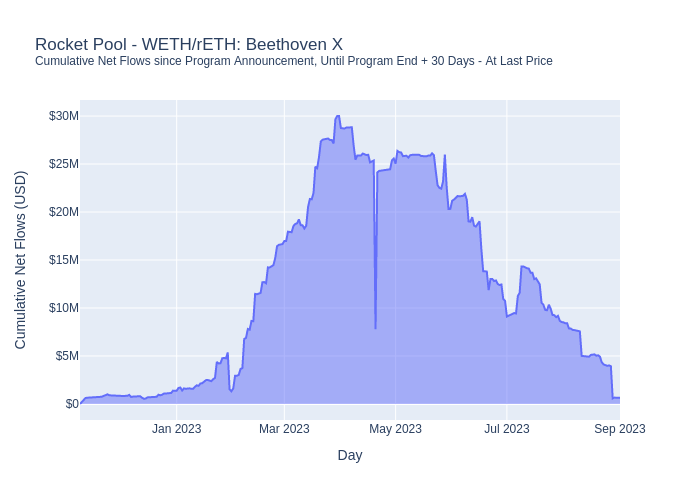 Rocket Pool - WETH/rETH: Beethoven X
Cumulative Net Flows since Program Announcement, Until Program End + 30 Days - At Last Price
$30M
$25M
$20M
$15M
$10M
$5M
$0
Cumulative Net Flows (USD)
Jan 2023
Mar 2023
May 2023
Jul 2023
Sep 2023
Day